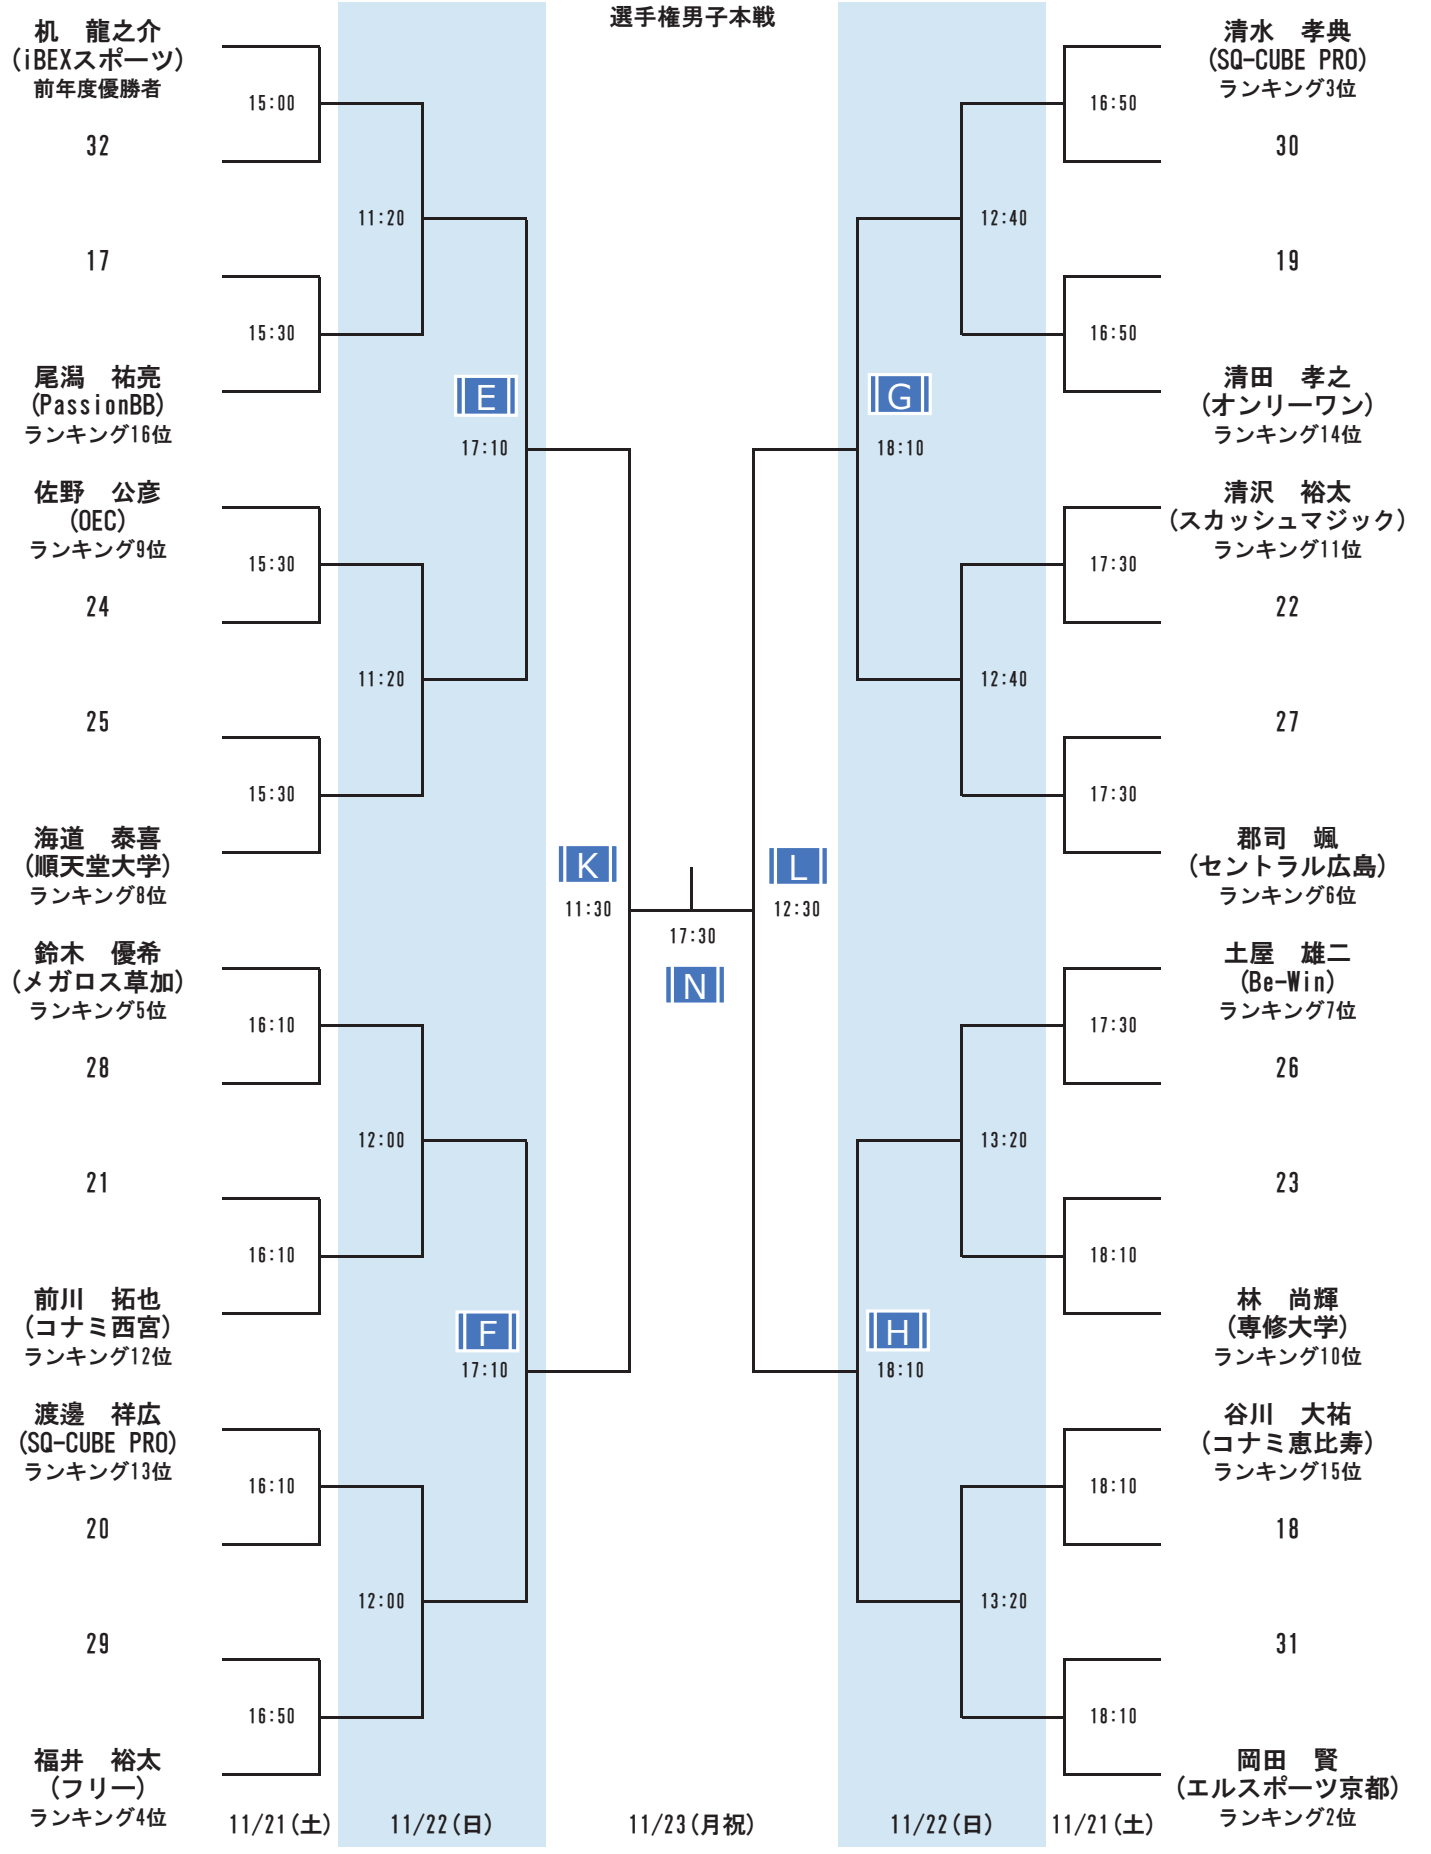 選手権男子本戦
机　龍之介
(iBEXスポーツ)
前年度優勝者
15:00
32
11:20
17
15:30
尾潟　祐亮
(PassionBB)
ランキング16位
E
17:10
佐野　公彦
(OEC)
ランキング9位
15:30
24
11:20
25
15:30
海道　泰喜
(順天堂大学)
ランキング8位
K
11:30
鈴木　優希
(メガロス草加)
ランキング5位
16:10
28
12:00
21
16:10
前川　拓也
(コナミ西宮)
ランキング12位
F
17:10
渡邊　祥広
(SQ-CUBE PRO)
ランキング13位
16:10
20
12:00
29
16:50
福井　裕太
(フリー)
ランキング4位
17:30
N
清水　孝典
(SQ-CUBE PRO)
ランキング3位
16:50
30
12:40
19
16:50
清田　孝之
(オンリーワン)
ランキング14位
G
18:10
清沢　裕太
(スカッシュマジック)
ランキング11位
17:30
22
12:40
27
17:30
郡司　颯
(セントラル広島)
ランキング6位
L
12:30
土屋　雄二
(Be-Win)
ランキング7位
17:30
26
13:20
23
18:10
林　尚輝
(専修大学)
ランキング10位
H
18:10
谷川　大祐
(コナミ恵比寿)
ランキング15位
18:10
18
13:20
31
18:10
岡田　賢
(エルスポーツ京都)
ランキング2位
11/21(土)
11/22(日)
11/23(月祝)
11/22(日)
11/21(土)